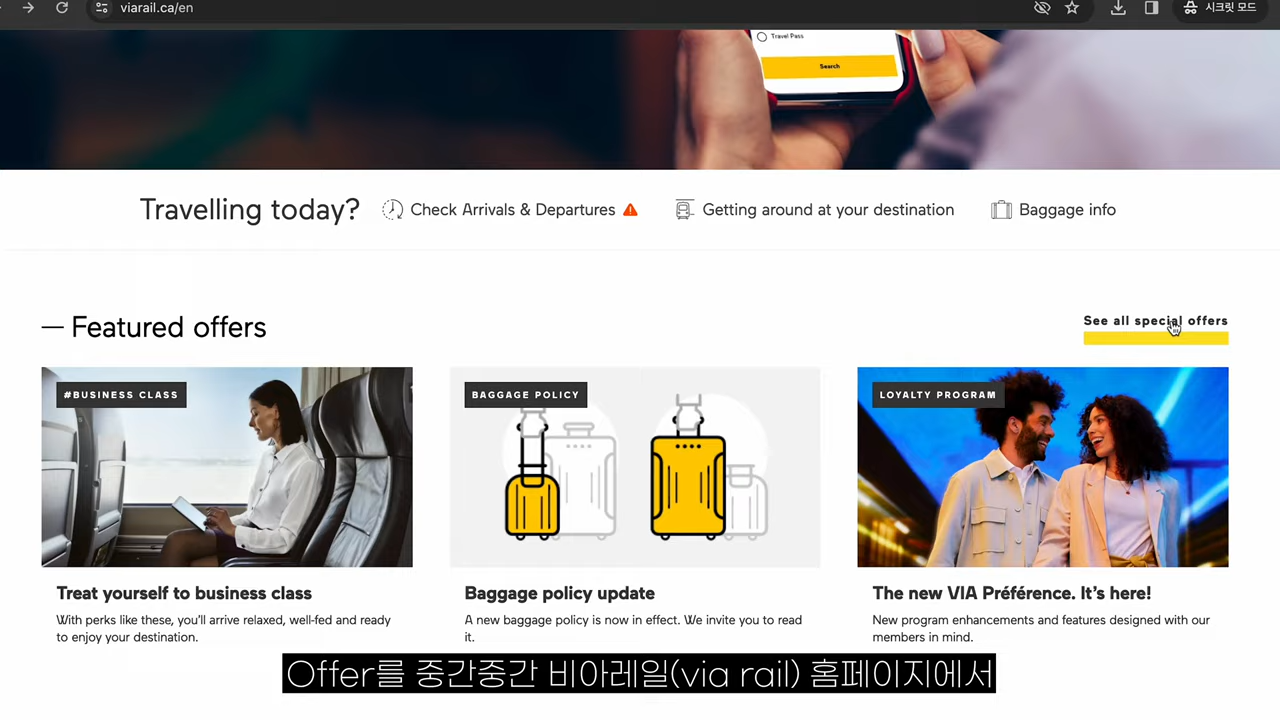 viarail.ca/en
시크릿 모드
Travel Pass
Search
Travelling today?
Check Arrivals & Departures
Getting around at your destination
Baggage info
Featured offers
See all special offers
#BUSINESS CLASS
BAGGAGE POLICY
LOYALTY PROGRAM
Treat yourself to business class
With perks like these, you'll arrive relaxed, well-fed and ready
to enjoy your destination.
Baggage policy update
A new baggage policy is now in effect. We invite you to read
it.
The new VIA Préférence. It's here!
New program enhancements and features designed with our
members in mind.
Offer를 중간중간 비아레일(via rail) 홈페이지에서